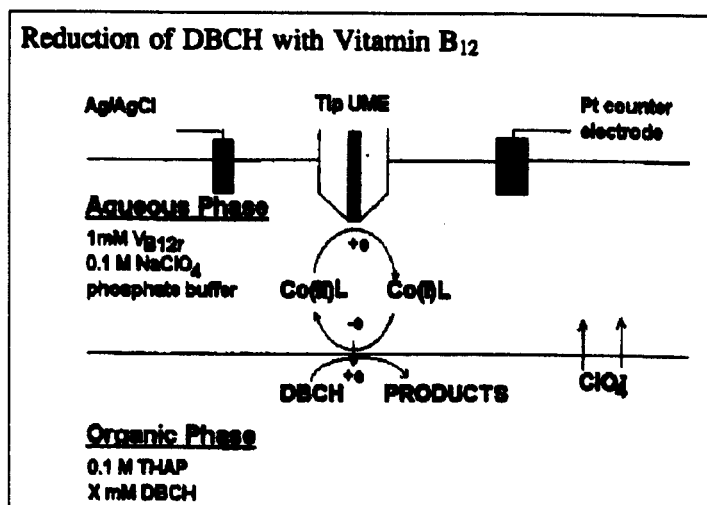 Reduction of DBCH with Vitamin B12
Ag/AgCl
Tip UME
Pt counter
electrode
Aqueous Phase
1mM VB12r
0.1 M NaClO4
phosphate buffer
+e
Co(II)L Co(I)L
-e
+e
DBCH PRODUCTS
ClO4-
Organic Phase
0.1 M THAP
X mM DBCH